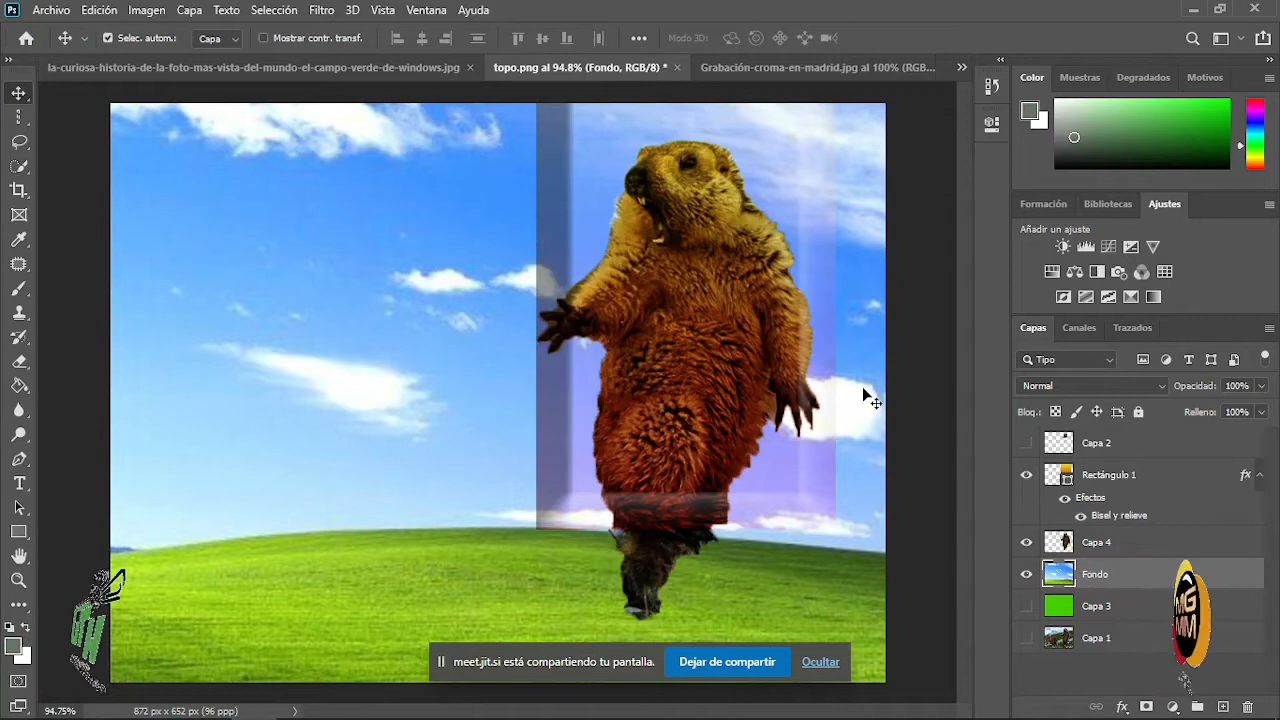 Ps Archivo Edición Imagen Capa Texto Selección Filtro 3D Vista Ventana Ayuda
Selec. autom.: Capa Mostrar contr. transf. Modo 3D:
la-curiosa-historia-de-la-foto-mas-vista-del-mundo-el-campo-verde-de-windows.jpg × topo.png al 94.8% (Fondo, RGB/8) * × Grabación-croma-en-madrid.jpg al 100% (RGB...
Color Muestras Degradados Motivos
Formación Bibliotecas Ajustes
Añadir un ajuste
Capas Canales Trazados
Tipo
Normal Opacidad: 100%
Bloq.: Relleno: 100%
Capa 2
Rectángulo 1 fx
Efectos
Bisel y relieve
Capa 4
Fondo
Capa 3
Capa 1
MG
MM
meet.jit.si está compartiendo tu pantalla. Dejar de compartir Ocultar
94.75% 872 px x 652 px (96 ppp)
fx